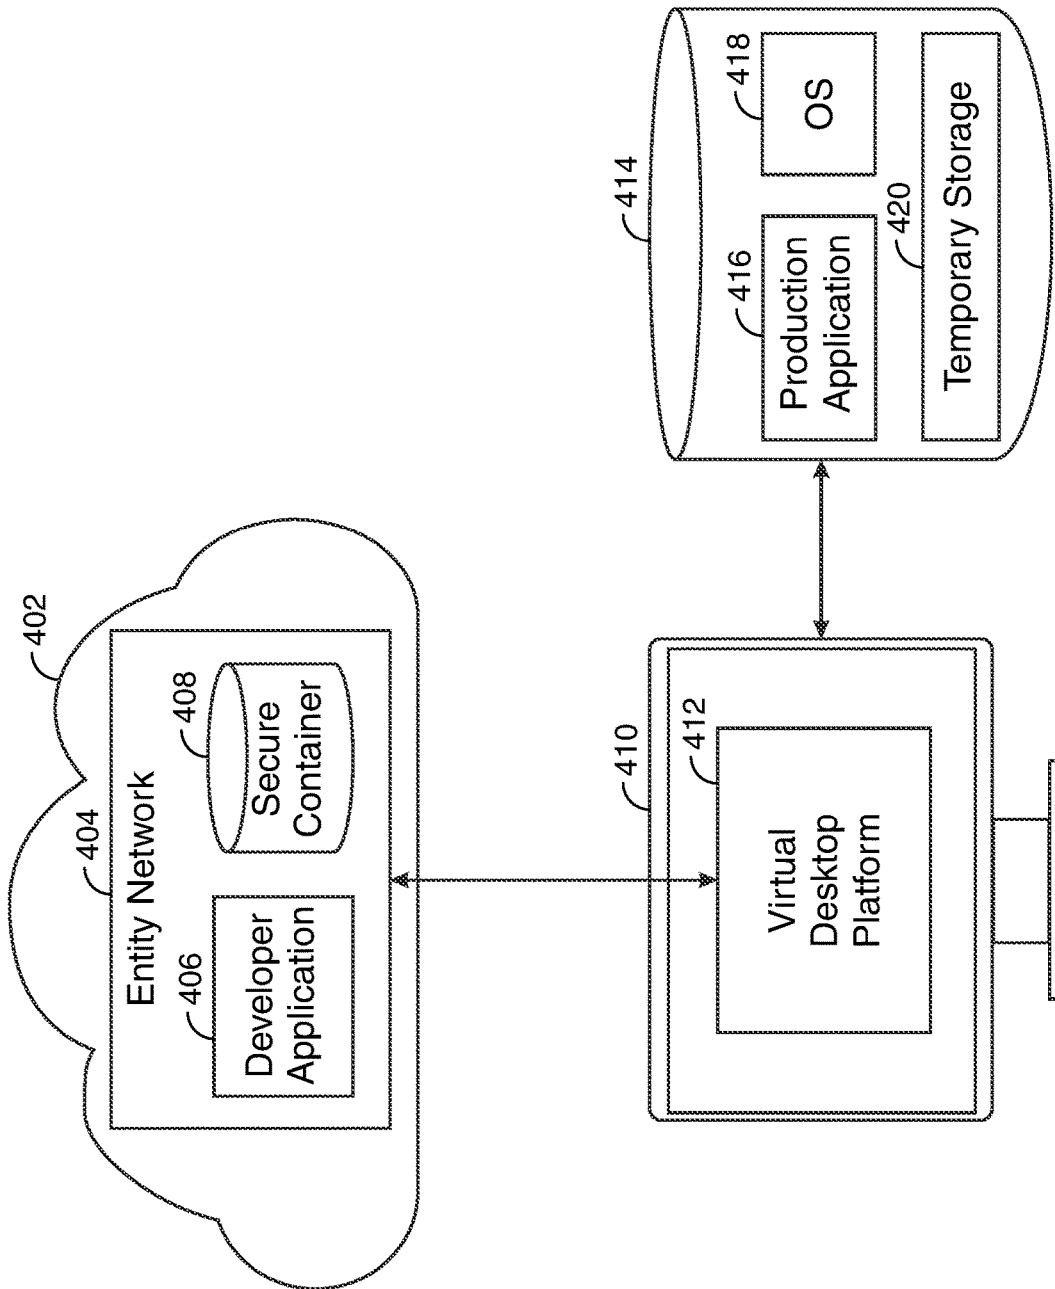 402
404
Entity Network
406
Developer
Application
408
Secure
Container
410
412
Virtual
Desktop
Platform
414
416
Production
Application
418
OS
420
Temporary Storage